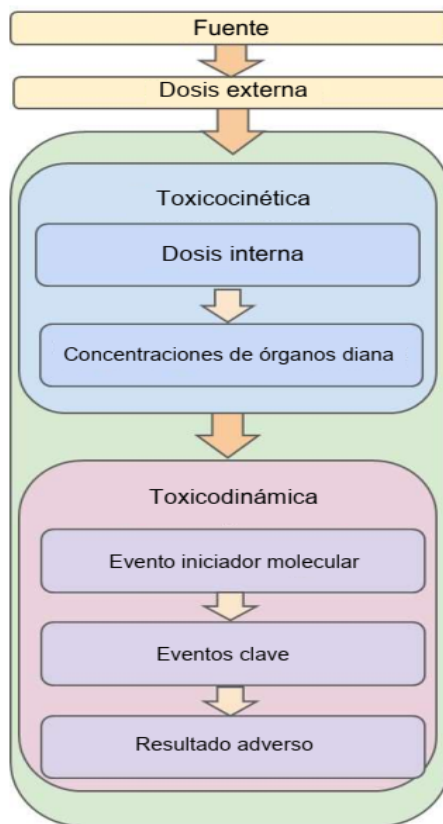 Fuente
Dosis externa
Toxicocinética
Dosis interna
Concentraciones de órganos diana
Toxicodinámica
Evento iniciador molecular
Eventos clave
Resultado adverso